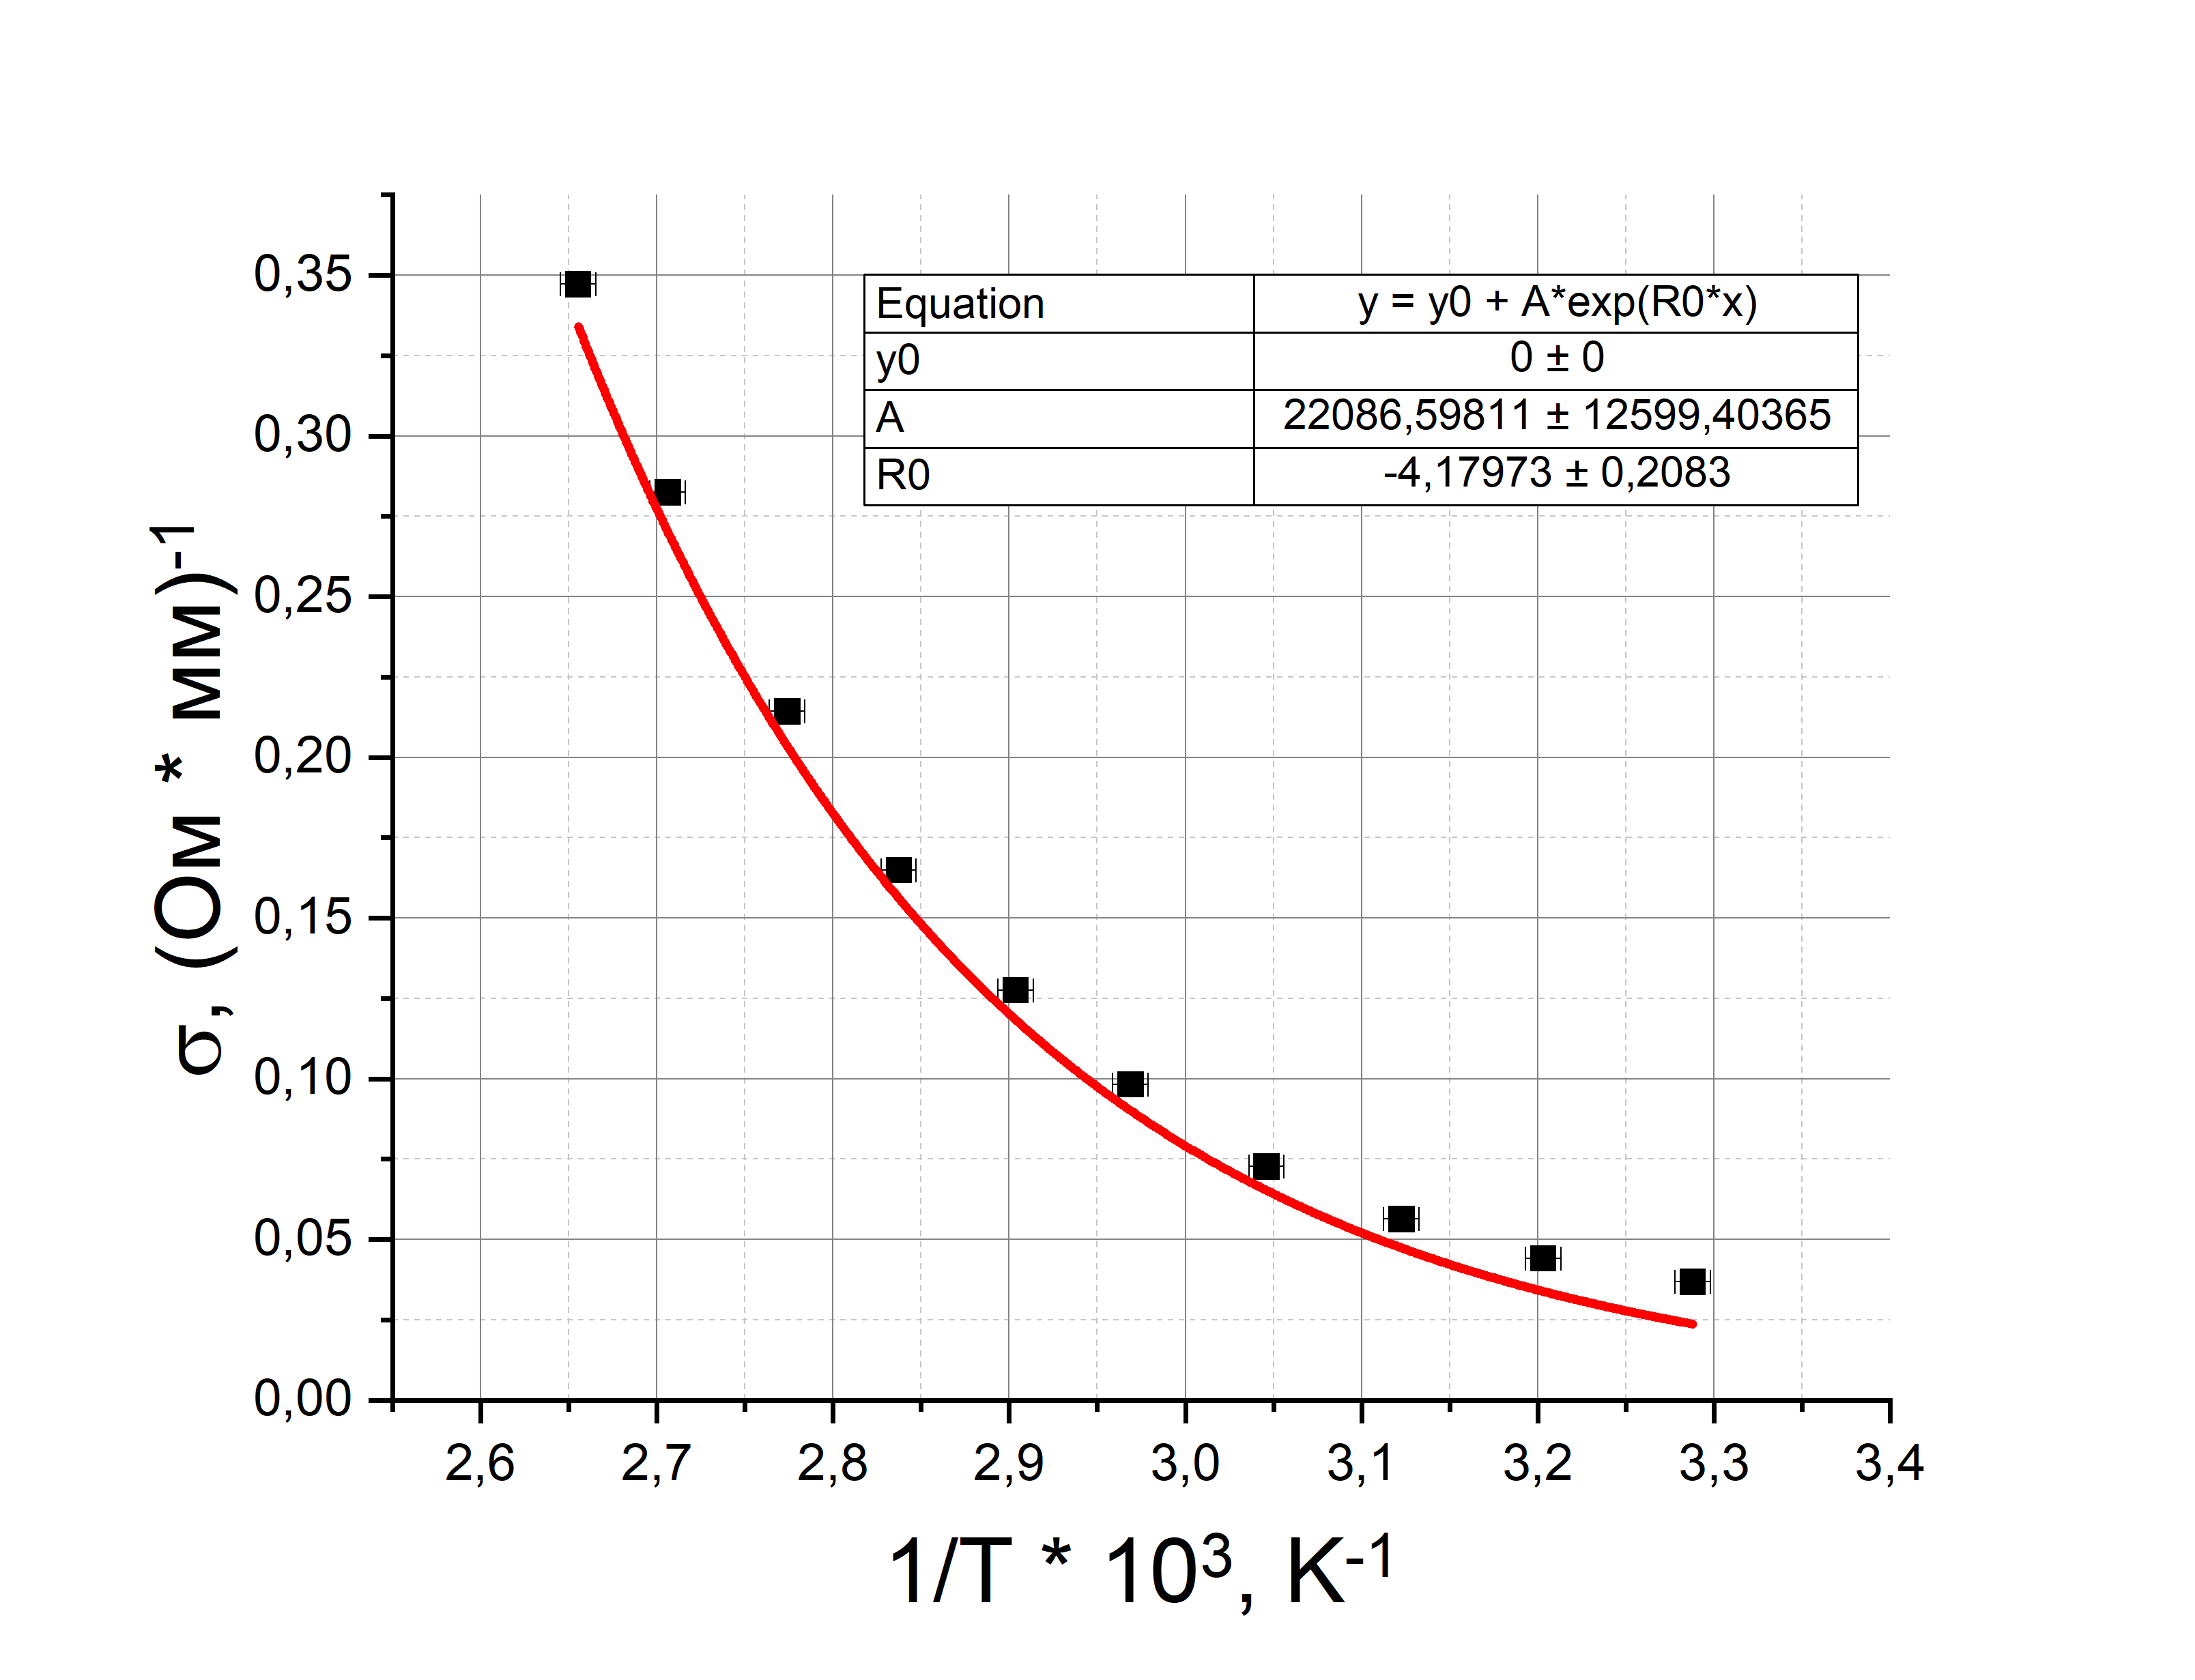 0,35
0,30
0,25
0,20
0,15
0,10
0,05
0,00
σ, (Ом * мм)-1
Equation y = y0 + A*exp(R0*x)
y0 0 ± 0
A 22086,59811 ± 12599,40365
R0 -4,17973 ± 0,2083
2,6 2,7 2,8 2,9 3,0 3,1 3,2 3,3 3,4
1/T * 10³, K-1